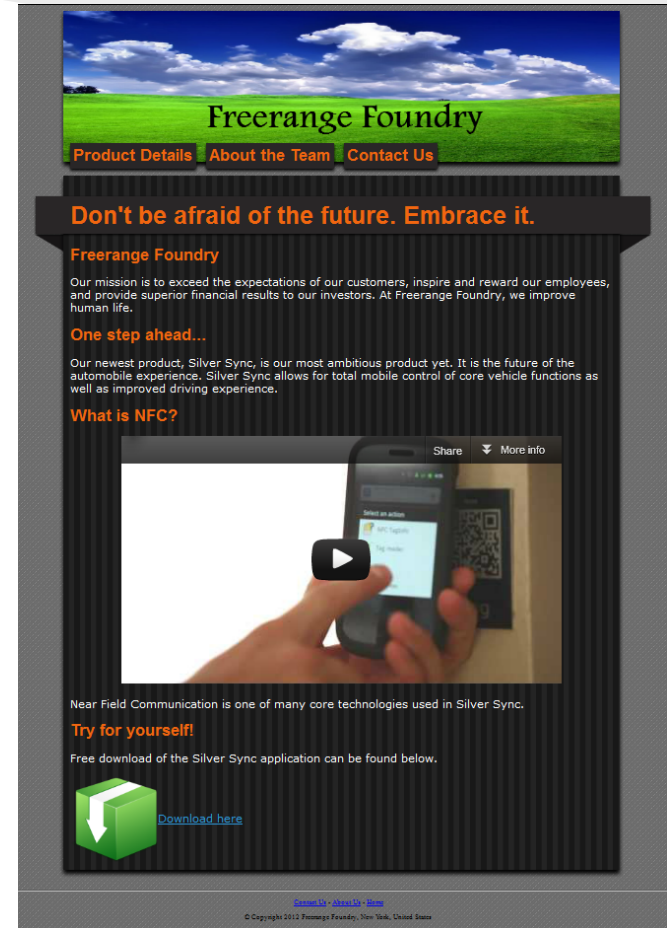 Freerange Foundry
Product Details About the Team Contact Us
Don't be afraid of the future. Embrace it.
Freerange Foundry
Our mission is to exceed the expectations of our customers, inspire and reward our employees,
and provide superior financial results to our investors. At Freerange Foundry, we improve
human life.
One step ahead...
Our newest product, Silver Sync, is our most ambitious product yet. It is the future of the
automobile experience. Silver Sync allows for total mobile control of core vehicle functions as
well as improved driving experience.
What is NFC?
Share More info
Select an action
NFC TagInfo
Tag reader
Near Field Communication is one of many core technologies used in Silver Sync.
Try for yourself!
Free download of the Silver Sync application can be found below.
Download here
Contact Us - About Us - Home
© Copyright 2012 Freerange Foundry, New York, United States